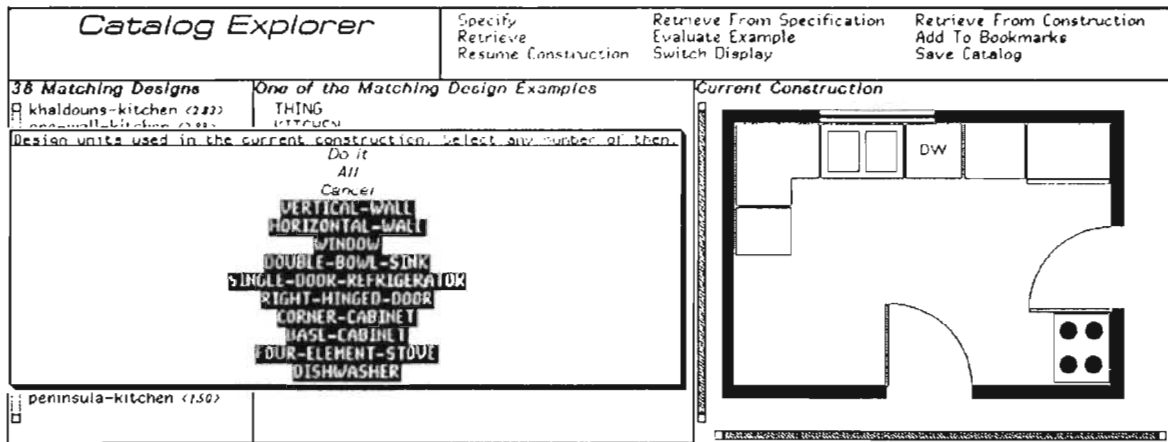 Catalog Explorer
Specify Retrieve From Specification Retrieve From Construction
Retrieve Evaluate Example Add To Bookmarks
Resume Construction Switch Display Save Catalog
38 Matching Designs
khaldouns-kitchen (283)
One of the Matching Design Examples
THING
KITCHEN
Design units used in the current construction. Select any number of them.
Do it
All
Cancel
VERTICAL-WALL
HORIZONTAL-WALL
WINDOW
DOUBLE-BOWL-SINK
SINGLE-DOOR-REFRIGERATOR
RIGHT-HINGED-DOOR
CORNER-CABINET
BASE-CABINET
FOUR-ELEMENT-STOVE
DISHWASHER
peninsula-kitchen (150)
Current Construction
DW